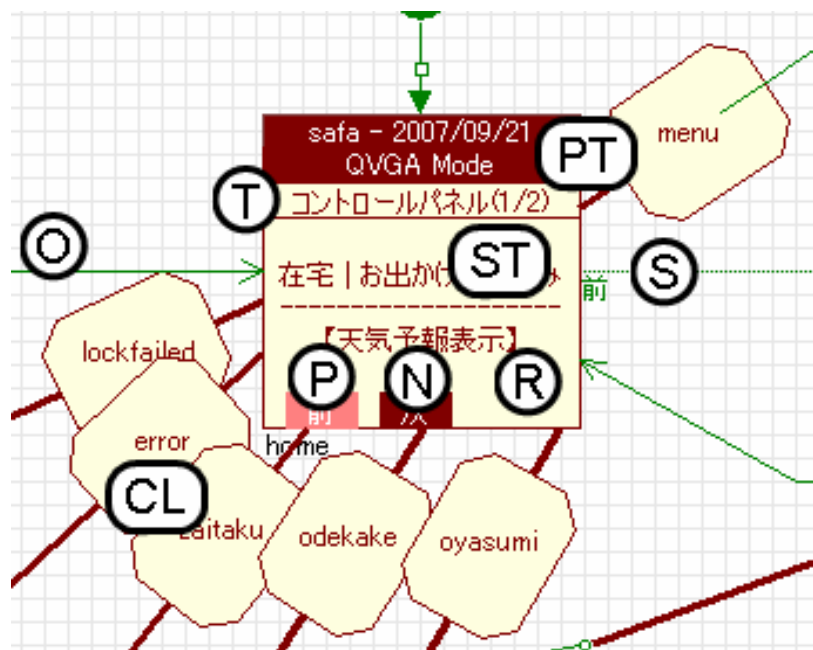 safa - 2007/09/21
QVGA Mode
PT
menu
T
コントロールパネル(1/2)
O
ST
S
在宅 | お出か
前
--------------------
lockfailed
【天気予報表示】
P
N
R
前
error
home
CL
zaitaku
odekake
oyasumi